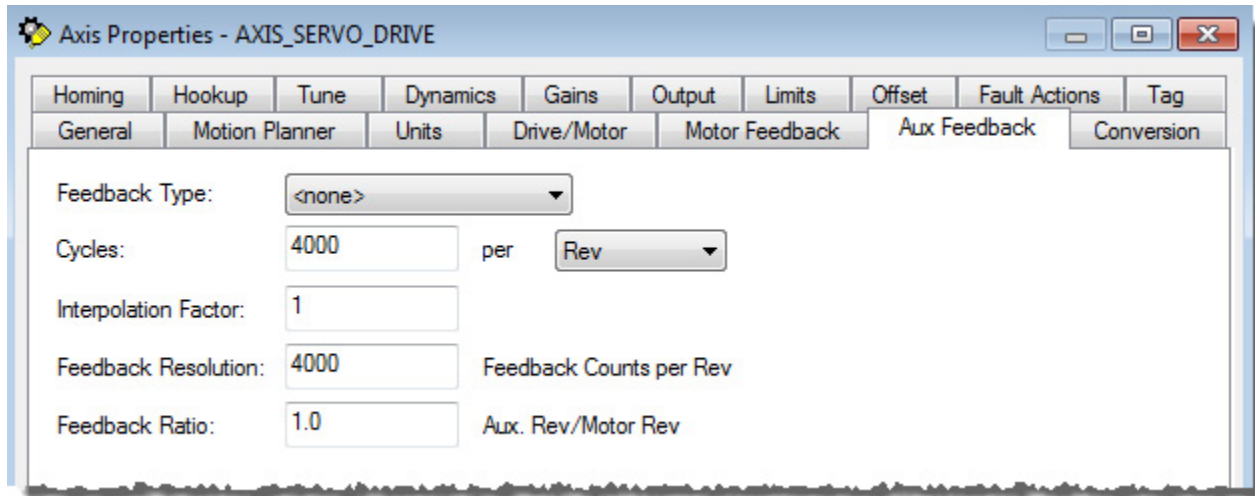 Axis Properties - AXIS_SERVO_DRIVE
Homing Hookup Tune Dynamics Gains Output Limits Offset Fault Actions Tag
General Motion Planner Units Drive/Motor Motor Feedback Aux Feedback Conversion
Feedback Type: <none>
Cycles: 4000 per Rev
Interpolation Factor: 1
Feedback Resolution: 4000 Feedback Counts per Rev
Feedback Ratio: 1.0 Aux. Rev/Motor Rev